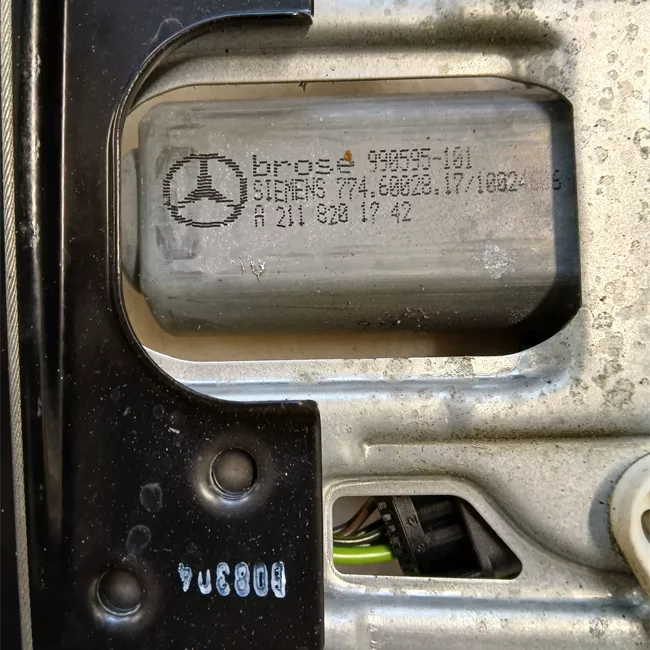 brose 990595-101
SIEMENS 774.60028.17/
A 211 820 17 42